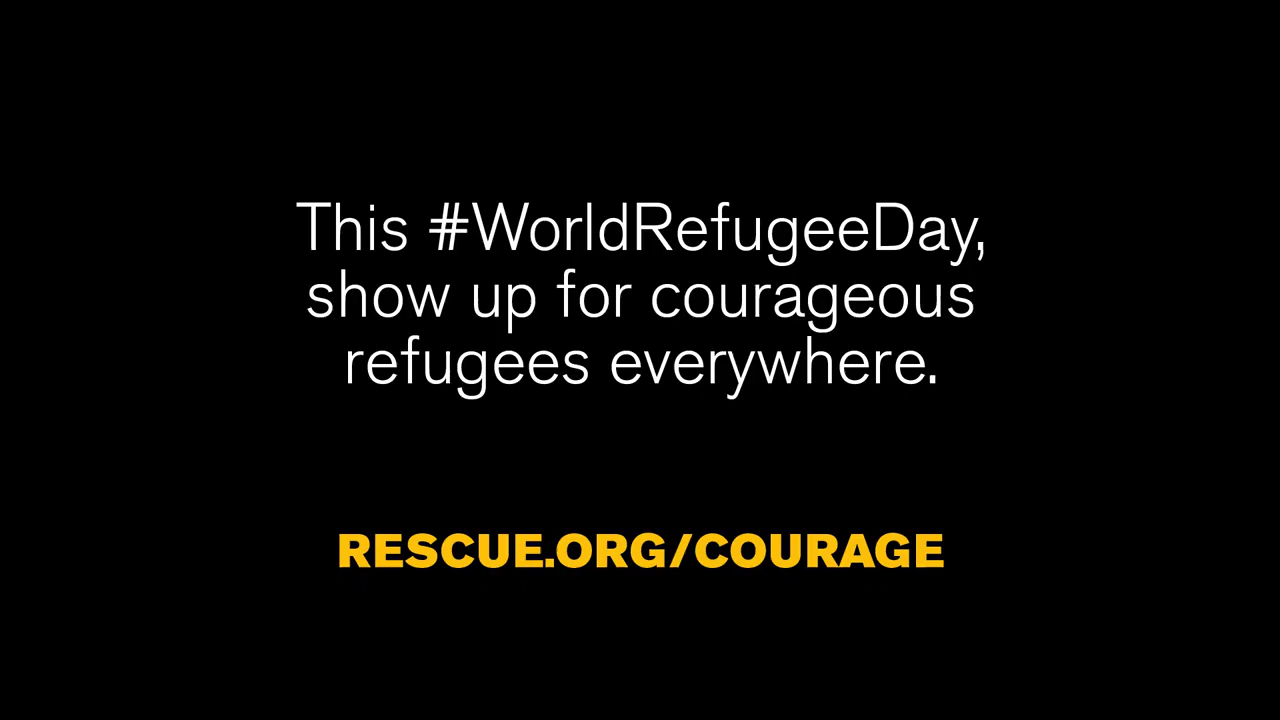 This #WorldRefugeeDay,
show up for courageous
refugees everywhere.
RESCUE.ORG/COURAGE